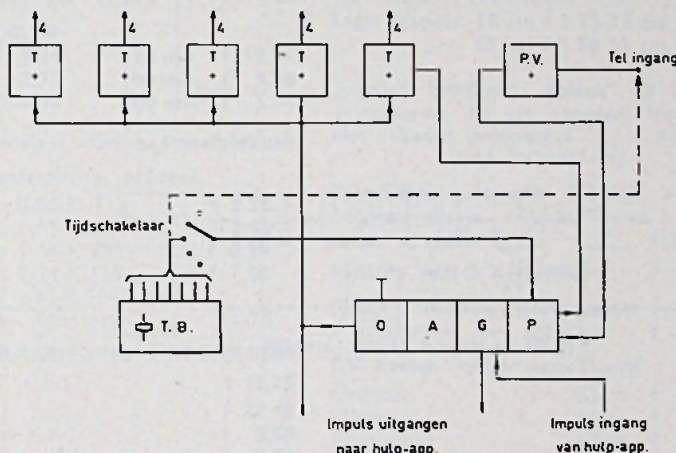 4 4 4 4 4
T + T + T + T + T + P.V. +
Tel ingang
Tijdschakelaar
T. B.
O A G P
Impuls uitgangen
naar hulp-app.
Impuls ingang
van hulp-app.